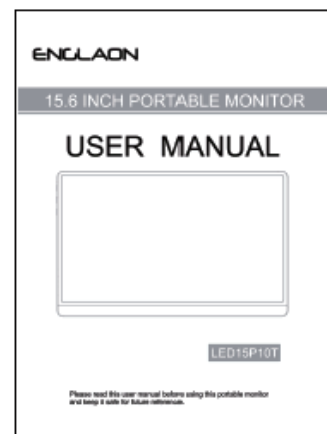 ENGLAON
15.6 INCH PORTABLE MONITOR
USER MANUAL
LED15P10T
Please read this user manual before using this portable monitor
and keep it safe for future reference.